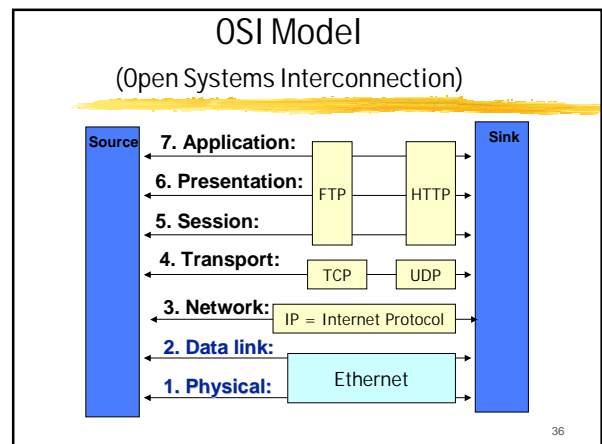 OSI Model
(Open Systems Interconnection)
Source
Sink
7. Application:
6. Presentation:
FTP
HTTP
5. Session:
4. Transport:
TCP
UDP
3. Network:
IP = Internet Protocol
2. Data link:
Ethernet
1. Physical:
36